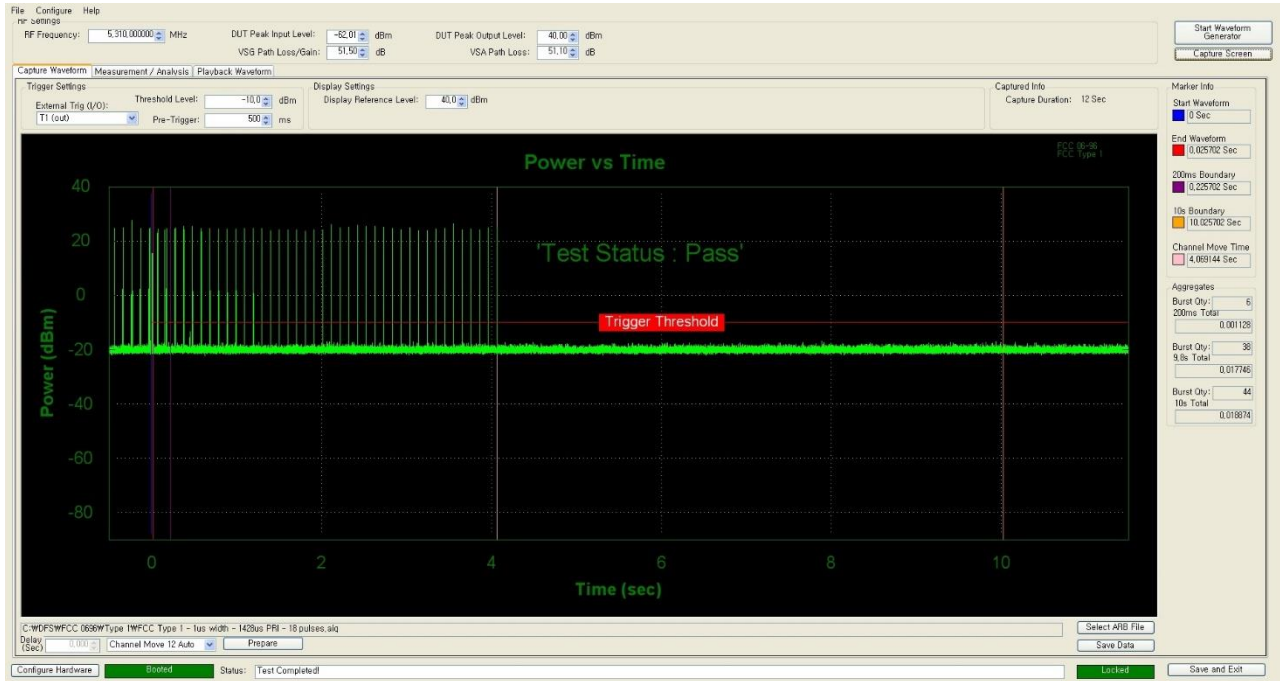 File Configure Help
RF Settings
RF Frequency: 5,310,000000 MHz DUT Peak Input Level: -62,01 dBm DUT Peak Output Level: 40,00 dBm
VSG Path Loss/Gain: 51,50 dB VSA Path Loss: 51,10 dB
Start Waveform Generator
Capture Screen
Capture Waveform Measurement / Analysis Playback Waveform
Trigger Settings
External Trig (I/O): Threshold Level: -10,0 dBm
T1 (out) Pre-Trigger: 500 ms
Display Settings
Display Reference Level: 40,0 dBm
Captured Info
Capture Duration: 12 Sec
Marker Info
Start Waveform
0 Sec
End Waveform
0,025702 Sec
200ms Boundary
0,225702 Sec
10s Boundary
10,025702 Sec
Channel Move Time
4,069144 Sec
Aggregates
Burst Qty: 6
200ms Total
0.001128
Burst Qty: 38
9,8s Total
0,017746
Burst Qty: 44
10s Total
0,018874
FCC 06-96
FCC Type 1
Power vs Time
'Test Status : Pass'
Trigger Threshold
Power (dBm)
40
20
0
-20
-40
-60
-80
0 2 4 6 8 10
Time (sec)
C:₩DFS₩FCC 0696₩Type 1₩FCC Type 1 - 1us width - 1428us PRI - 18 pulses,aiq
Select ARB File
Delay (Sec) 0,000 Channel Move 12 Auto Prepare
Save Data
Configure Hardware Booted Status: Test Completed! Locked Save and Exit